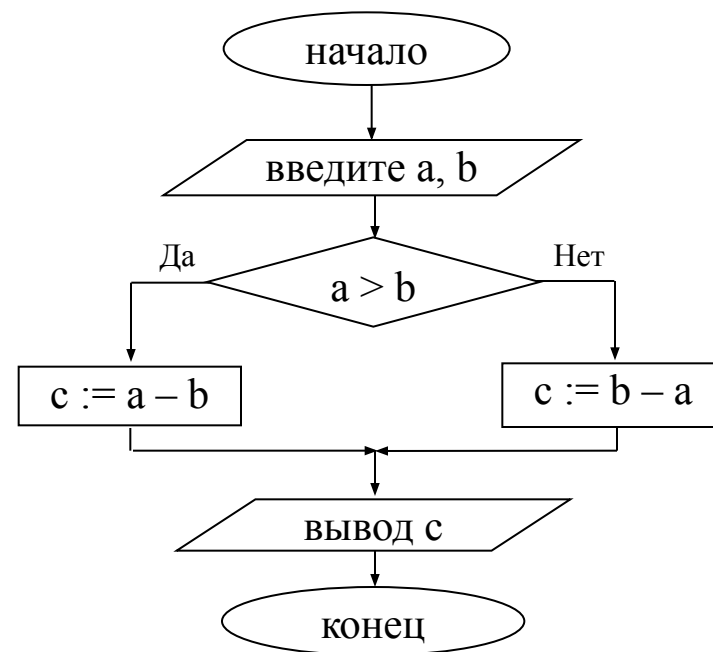 начало
введите a, b
Да
Нет
a > b
c := a – b
c := b – a
вывод c
конец